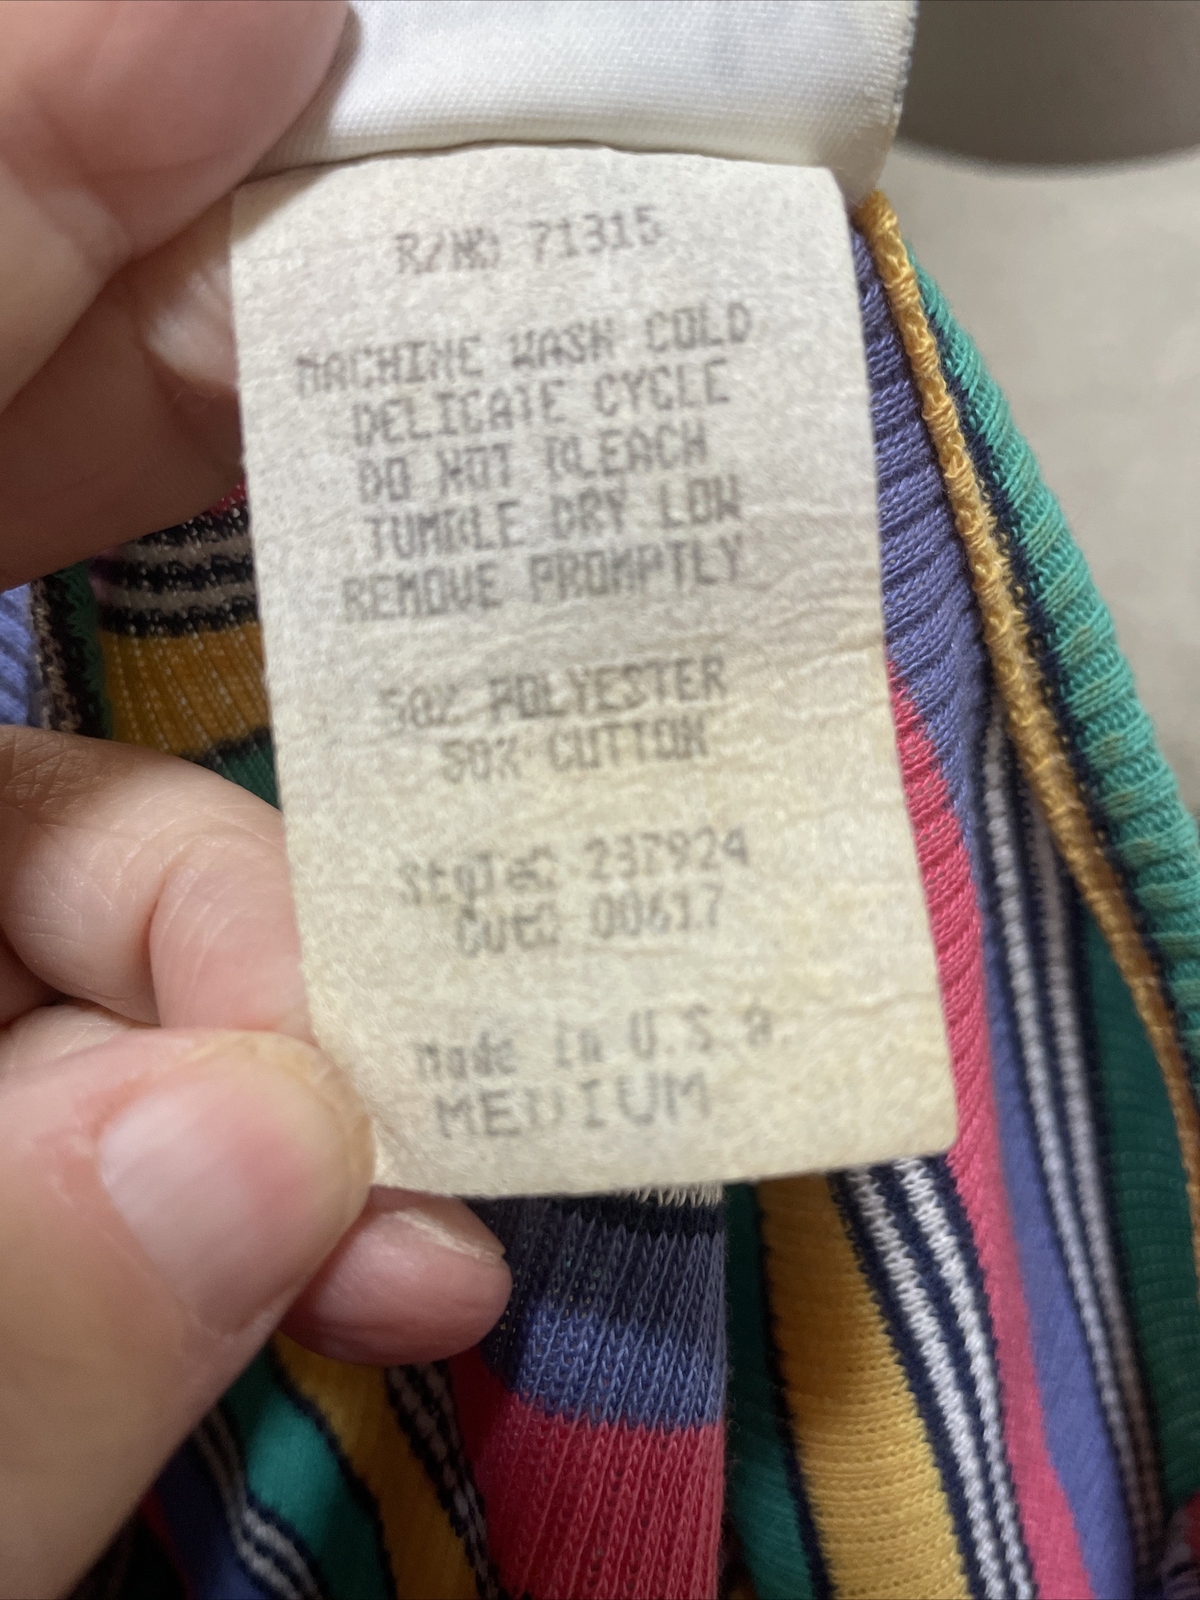 R/NO 71315
MACHINE WASH COLD
DELICATE CYCLE
DO NOT BLEACH
TUMBLE DRY LOW
REMOVE PROMPTLY
50% POLYESTER
50% COTTON
Style: 237924
Cut: 00617
Made in U.S.A.
MEDIUM